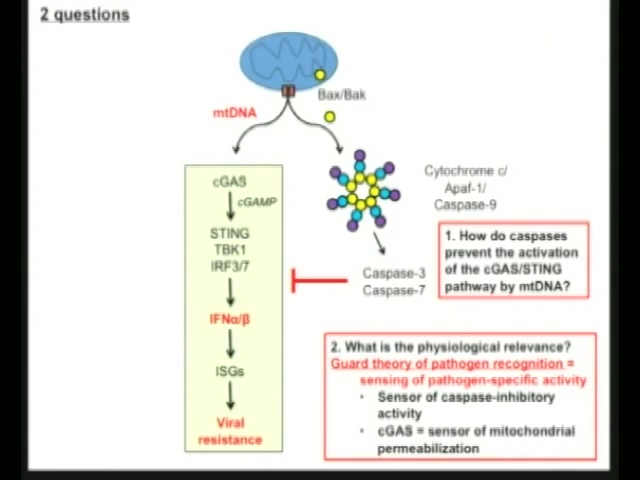 2 questions
Bax/Bak
mtDNA
cGAS
cGAMP
STING
TBK1
IRF3/7
IFNα/β
ISGs
Viral
resistance
Cytochrome c/
Apaf-1/
Caspase-9
Caspase-3
Caspase-7
1. How do caspases
prevent the activation
of the cGAS/STING
pathway by mtDNA?
2. What is the physiological relevance?
Guard theory of pathogen recognition =
sensing of pathogen-specific activity
• Sensor of caspase-inhibitory
activity
• cGAS = sensor of mitochondrial
permeabilization